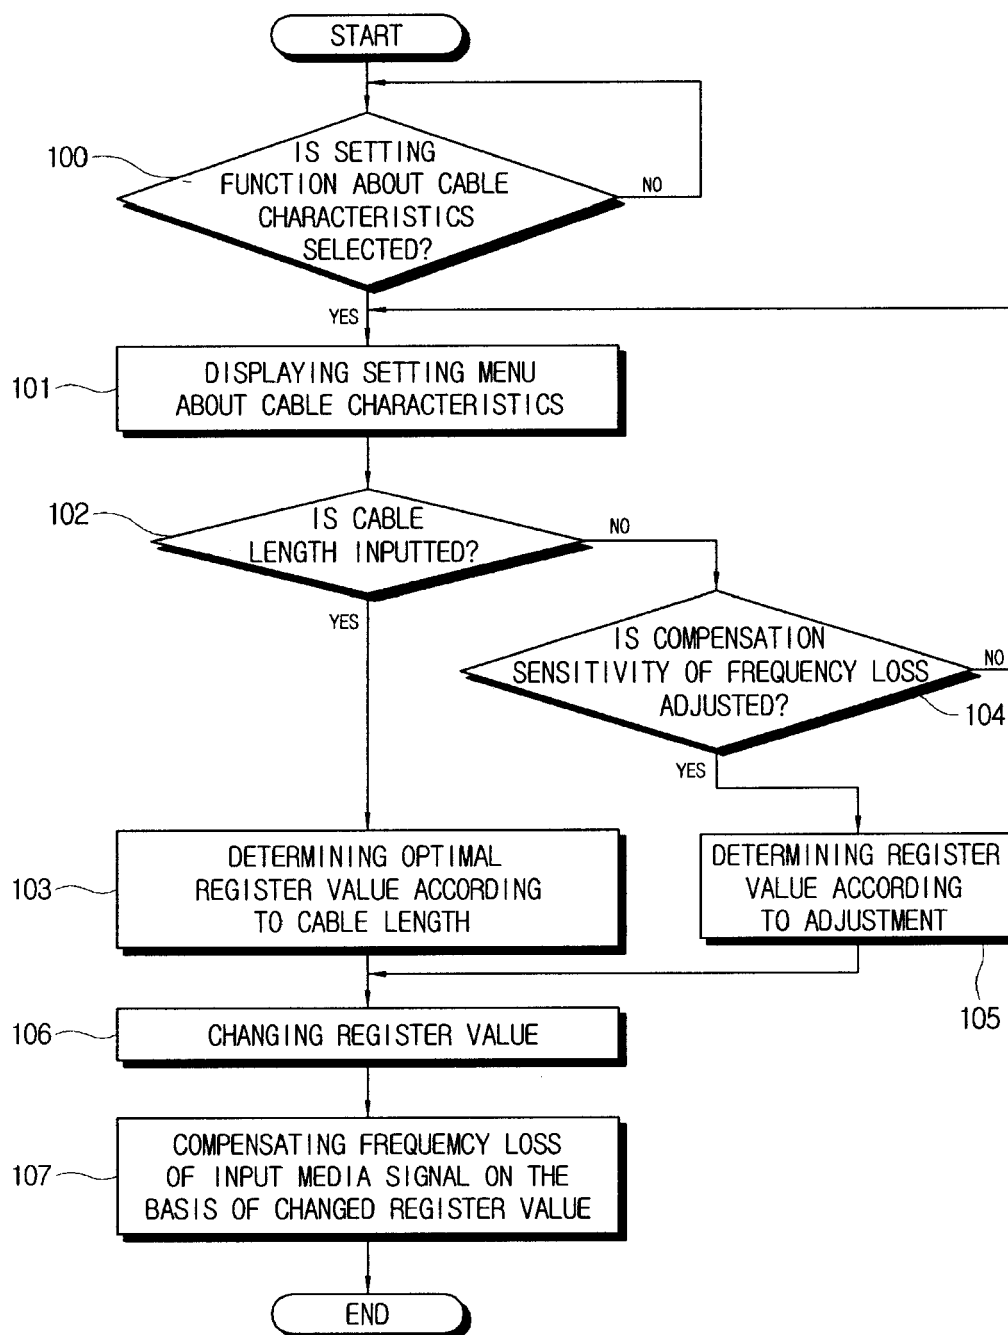 START
100
IS SETTING
FUNCTION ABOUT CABLE
CHARACTERISTICS
SELECTED?
NO
YES
101
DISPLAYING SETTING MENU
ABOUT CABLE CHARACTERISTICS
102
IS CABLE
LENGTH INPUTTED?
NO
YES
IS COMPENSATION
SENSITIVITY OF FREQUENCY LOSS
ADJUSTED?
NO
104
YES
103
DETERMINING OPTIMAL
REGISTER VALUE ACCORDING
TO CABLE LENGTH
DETERMINING REGISTER
VALUE ACCORDING
TO ADJUSTMENT
105
106
CHANGING REGISTER VALUE
107
COMPENSATING FREQUEMCY LOSS
OF INPUT MEDIA SIGNAL ON THE
BASIS OF CHANGED REGISTER VALUE
END